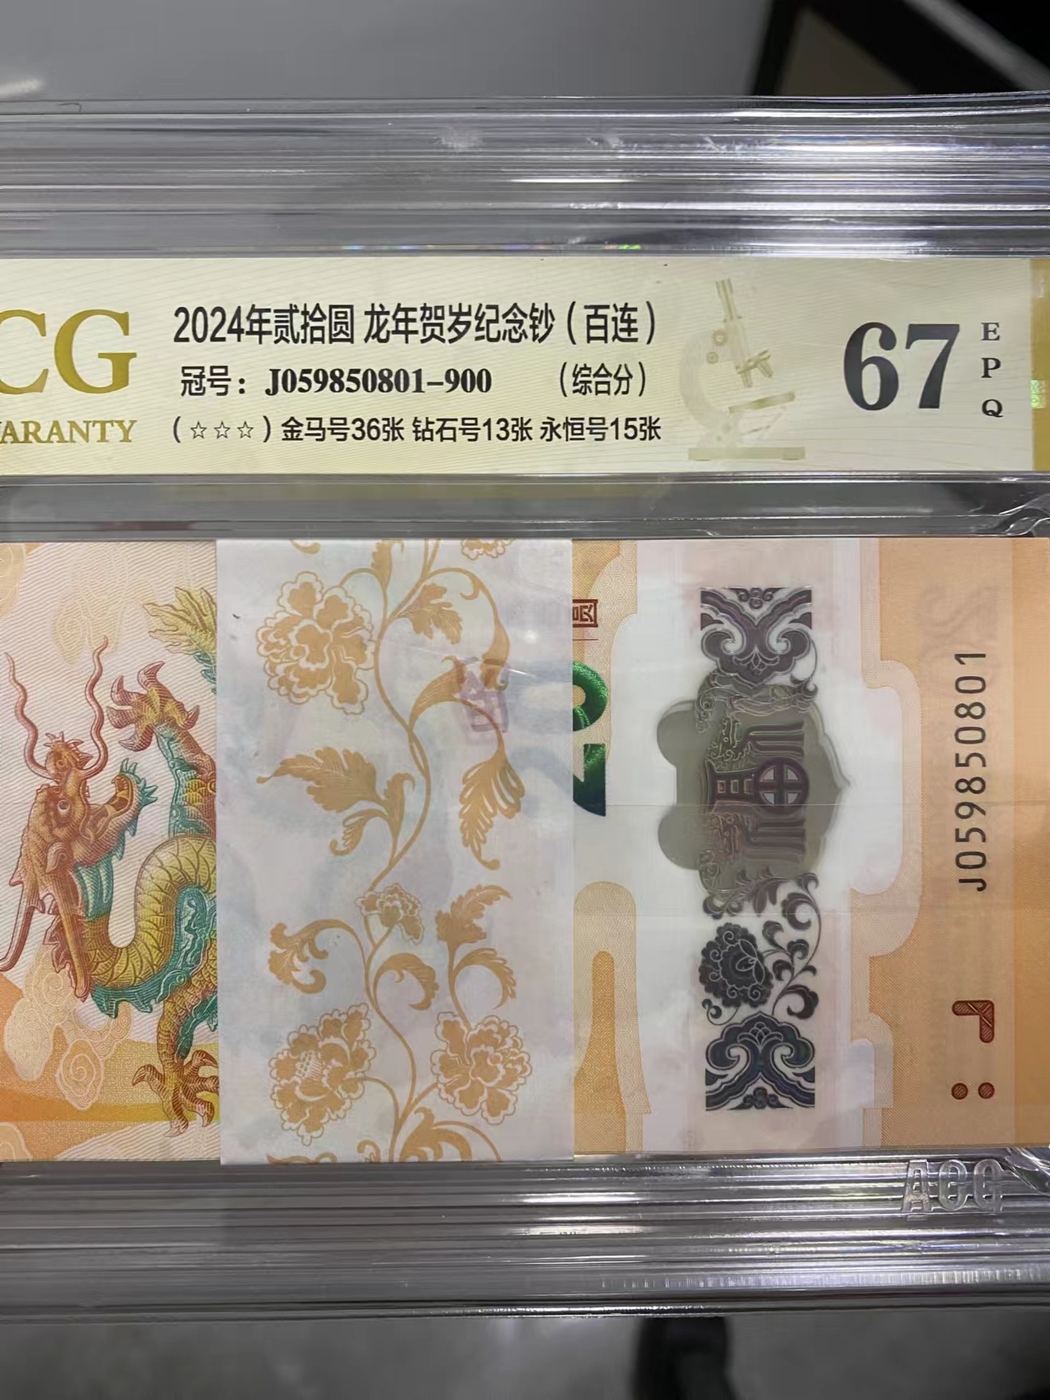 CG
WARRANTY
2024年贰拾圆 龙年贺岁纪念钞（百连）
冠号：J059850801-900 （综合分）
（☆☆☆）金马号36张 钻石号13张 永恒号15张
67
EPQ
J059850801
ACG